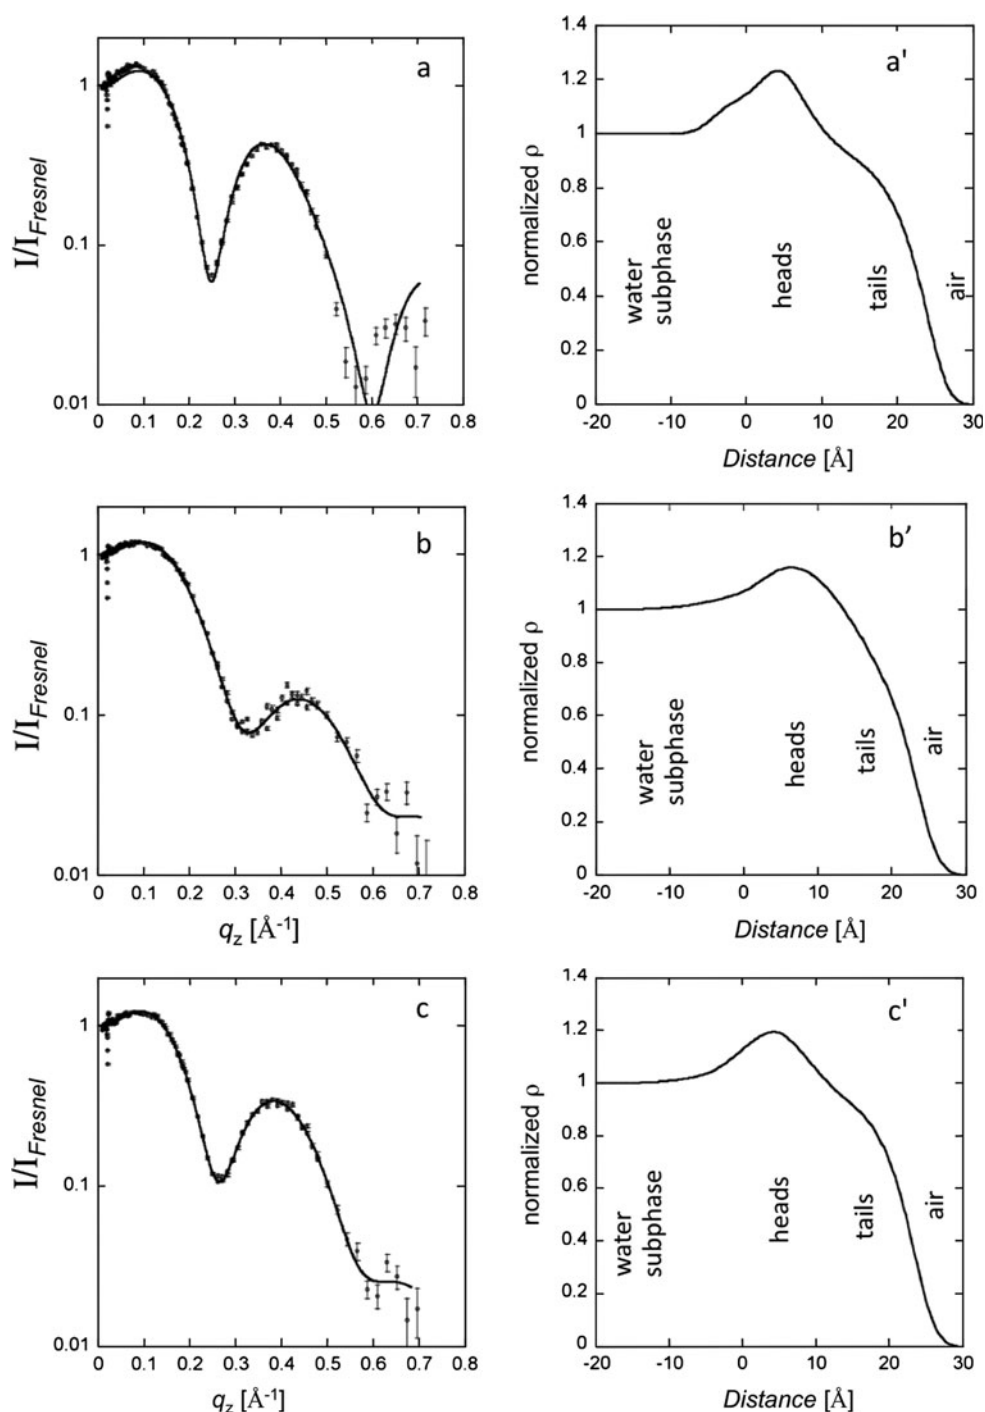 a
I/I_Fresnel
1
0.1
0.01
0 0.1 0.2 0.3 0.4 0.5 0.6 0.7 0.8
a'
normalized ρ
1.4
1.2
1
0.8
0.6
0.4
0.2
0
water
subphase
heads
tails
air
-20 -10 0 10 20 30
Distance [Å]
b
I/I_Fresnel
1
0.1
0.01
0 0.1 0.2 0.3 0.4 0.5 0.6 0.7 0.8
q_z [Å⁻¹]
b’
normalized ρ
1.4
1.2
1
0.8
0.6
0.4
0.2
0
water
subphase
heads
tails
air
-20 -10 0 10 20 30
Distance [Å]
c
I/I_Fresnel
1
0.1
0.01
0 0.1 0.2 0.3 0.4 0.5 0.6 0.7 0.8
q_z [Å⁻¹]
c'
normalized ρ
1.4
1.2
1
0.8
0.6
0.4
0.2
0
water
subphase
heads
tails
air
-20 -10 0 10 20 30
Distance [Å]